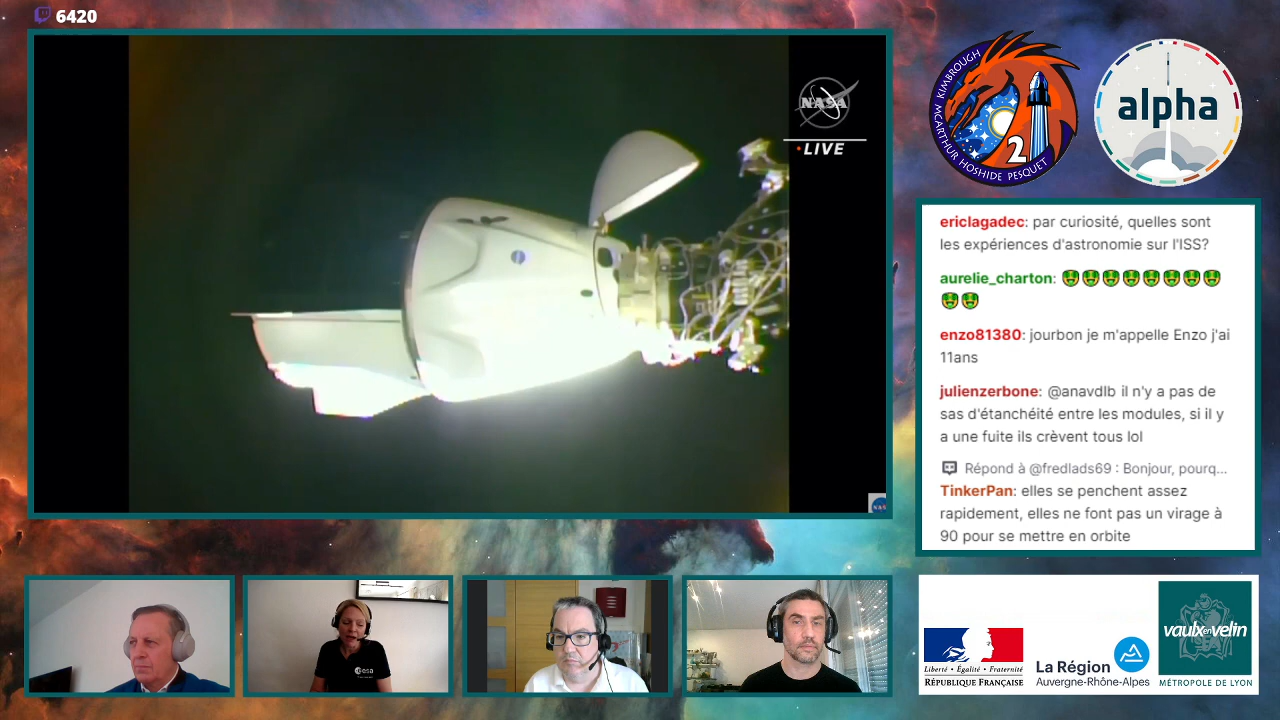 6420
NASA
LIVE
KIMBROUGH
MCARTHUR HOSHIDE PESQUET
2
alpha
ericlagadec: par curiosité, quelles sont
les expériences d'astronomie sur l'ISS?
aurelie_charton:
enzo81380: jourbon je m'appelle Enzo j'ai
11ans
julienzerbone: @anavdlb il n'y a pas de
sas d'étanchéité entre les modules, si il y
a une fuite ils crèvent tous lol
Répond à @fredlads69 : Bonjour, pourq...
TinkerPan: elles se penchent assez
rapidement, elles ne font pas un virage à
90 pour se mettre en orbite
esa
Liberté • Égalité • Fraternité
RÉPUBLIQUE FRANÇAISE
La Région
Auvergne-Rhône-Alpes
vaulx en velin
MÉTROPOLE DE LYON